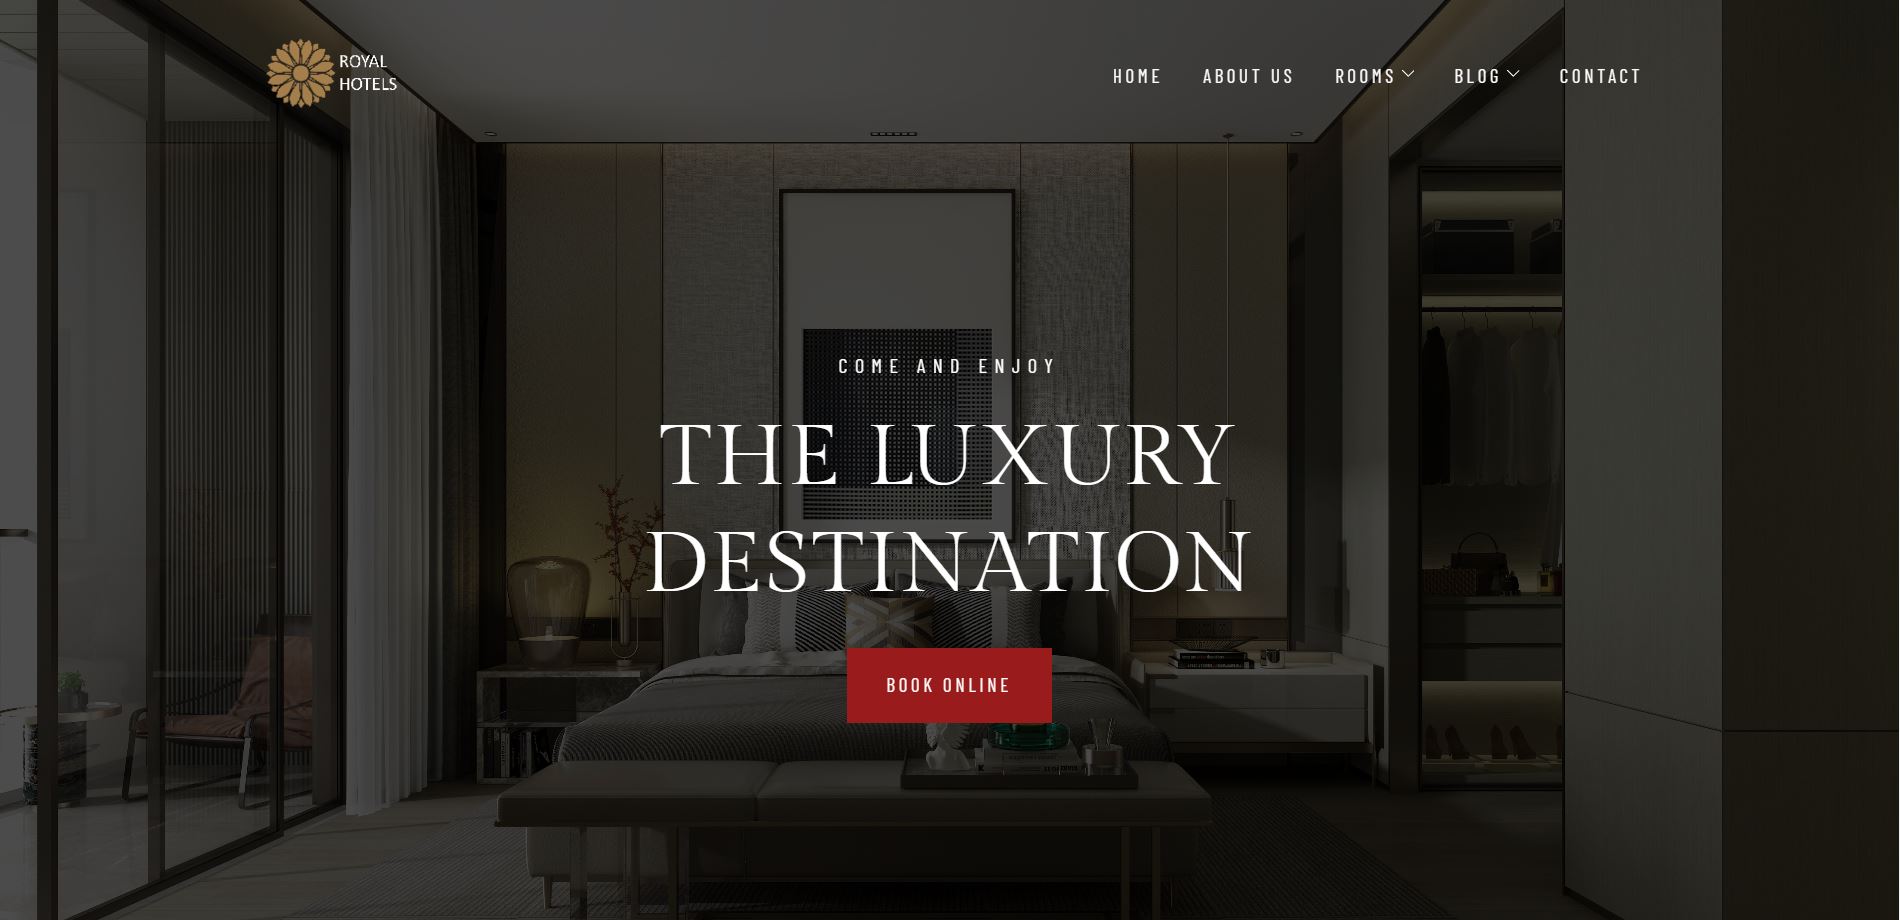 ROYAL
HOTELS
HOME
ABOUT US
ROOMS
BLOG
CONTACT
COME AND ENJOY
THE LUXURY
DESTINATION
BOOK ONLINE